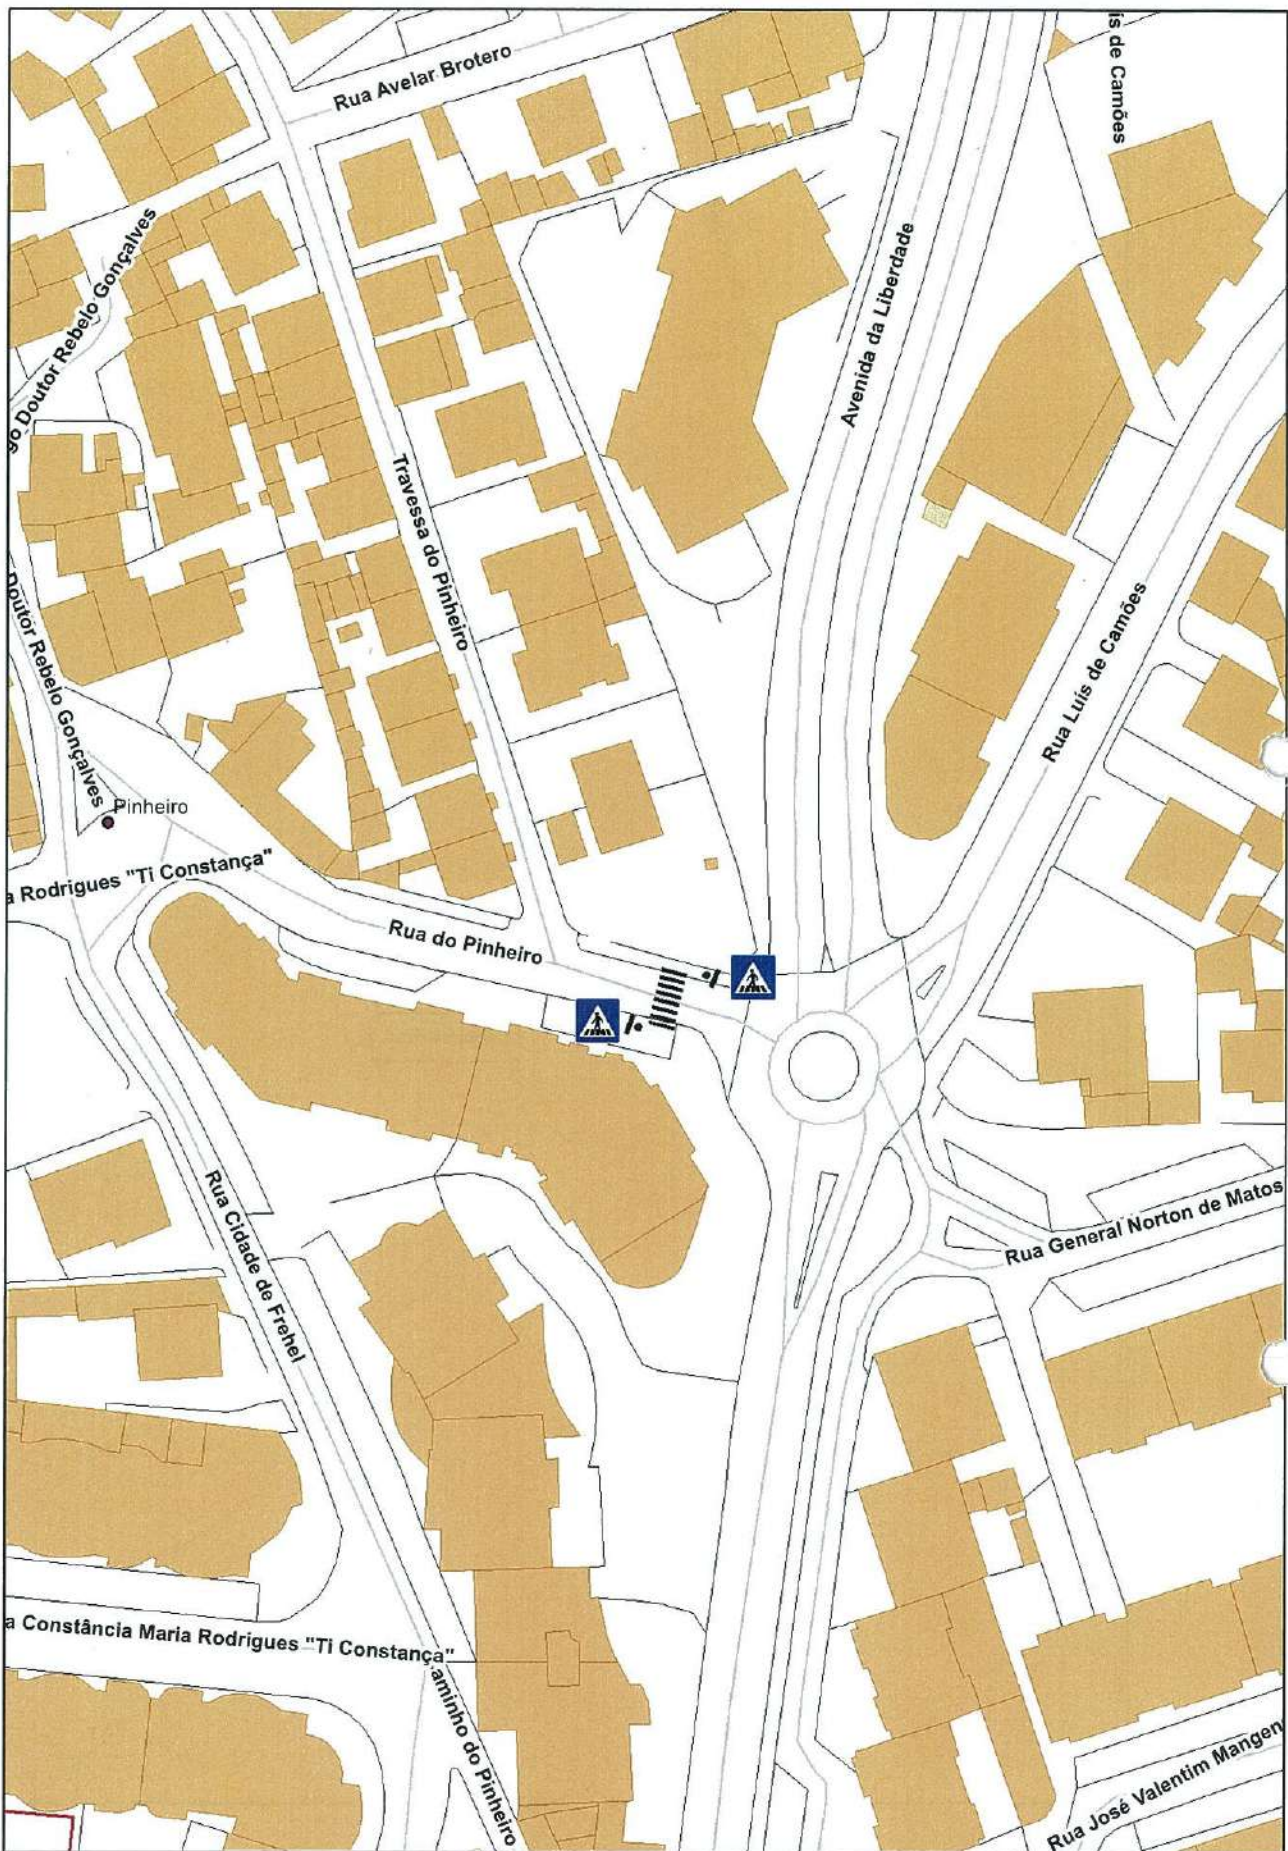 is de Camões
Rua Avelar Brotero
go Doutor Rebelo Gonçalves
Avenida da Liberdade
Travessa do Pinheiro
Doutor Rebelo Gonçalves
Rua Luís de Camões
Pinheiro
a Rodrigues "Ti Constança"
Rua do Pinheiro
Rua Cidade de Frehel
Rua General Norton de Matos
a Constância Maria Rodrigues "Ti Constança"
aminho do Pinheiro
Rua José Valentim Mangen